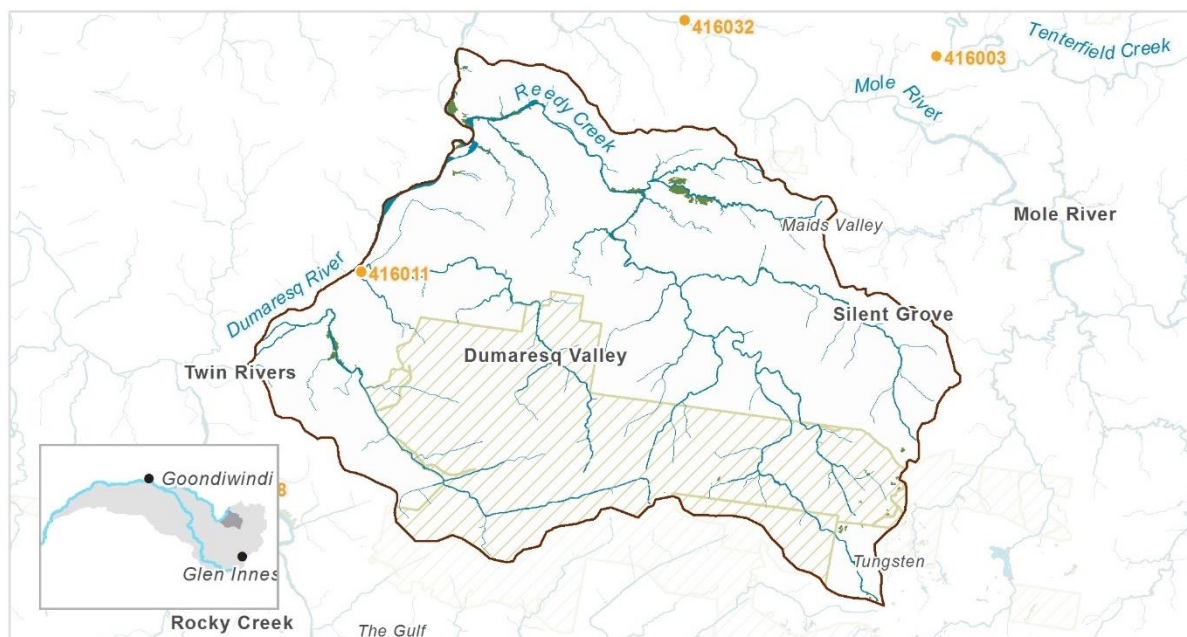 416032
416003
Tenterfield Creek
Reedy Creek
Mole River
Mole River
Maids Valley
Dumaresq River
416011
Silent Grove
Dumaresq Valley
Twin Rivers
Goondiwindi
8
Glen Innes
Tungsten
Rocky Creek
The Gulf